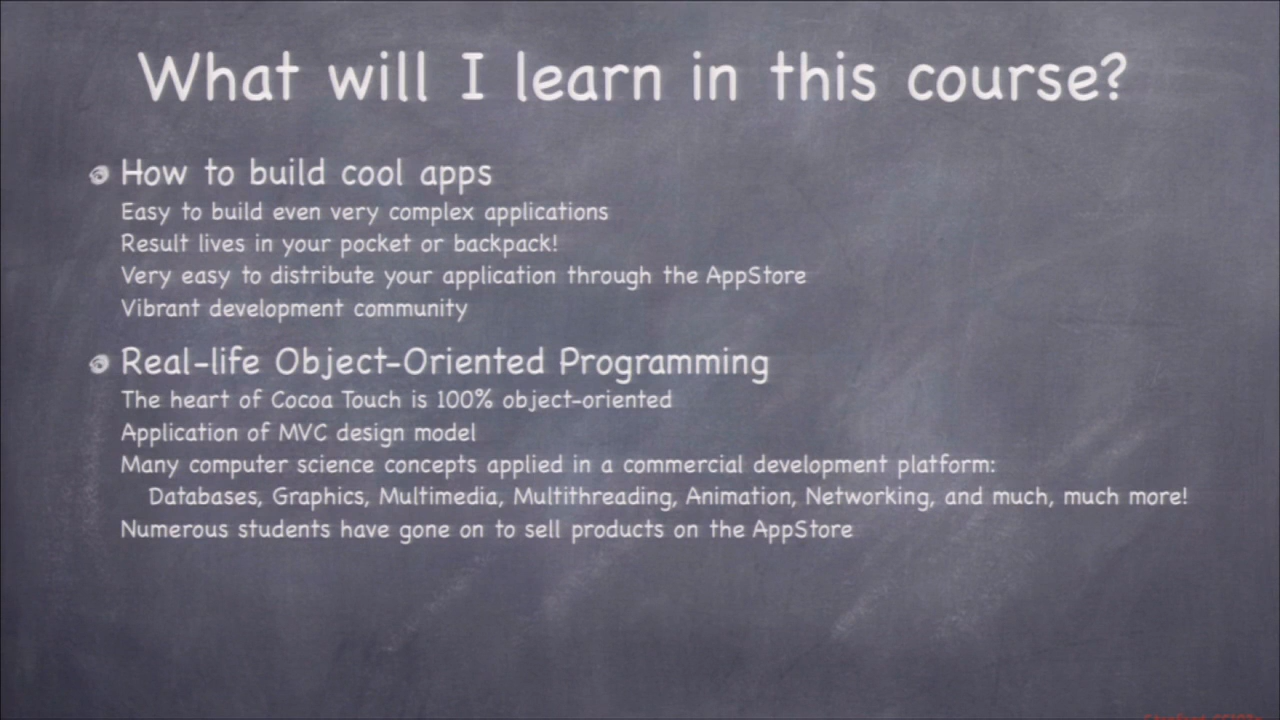 What will I learn in this course?
How to build cool apps
Easy to build even very complex applications
Result lives in your pocket or backpack!
Very easy to distribute your application through the AppStore
Vibrant development community
Real-life Object-Oriented Programming
The heart of Cocoa Touch is 100% object-oriented
Application of MVC design model
Many computer science concepts applied in a commercial development platform:
Databases, Graphics, Multimedia, Multithreading, Animation, Networking, and much, much more!
Numerous students have gone on to sell products on the AppStore